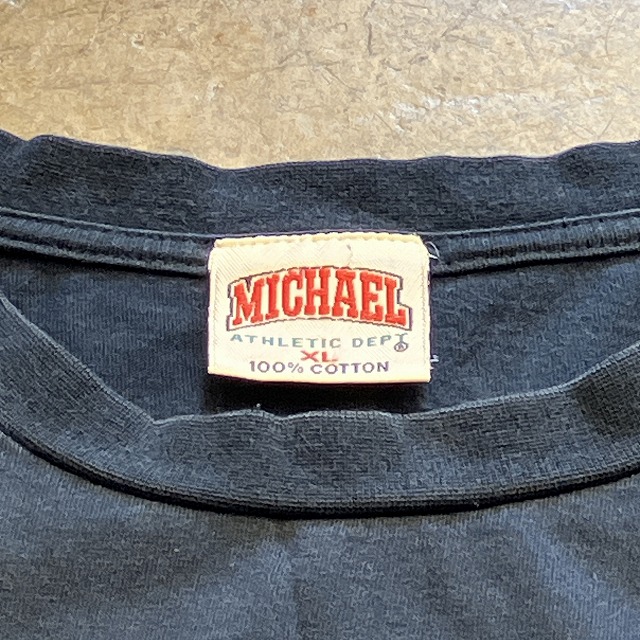 MICHAEL
ATHLETIC DEPT®
XL
100% COTTON